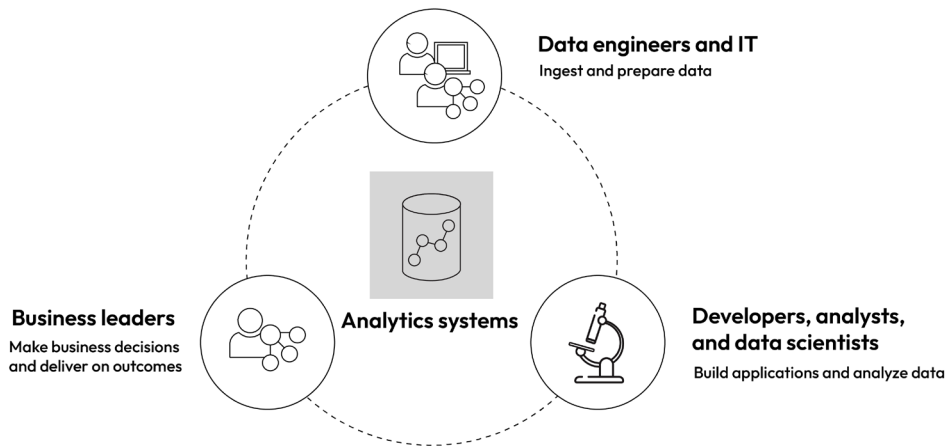 Data engineers and IT
Ingest and prepare data
Analytics systems
Business leaders
Make business decisions
and deliver on outcomes
Developers, analysts,
and data scientists
Build applications and analyze data